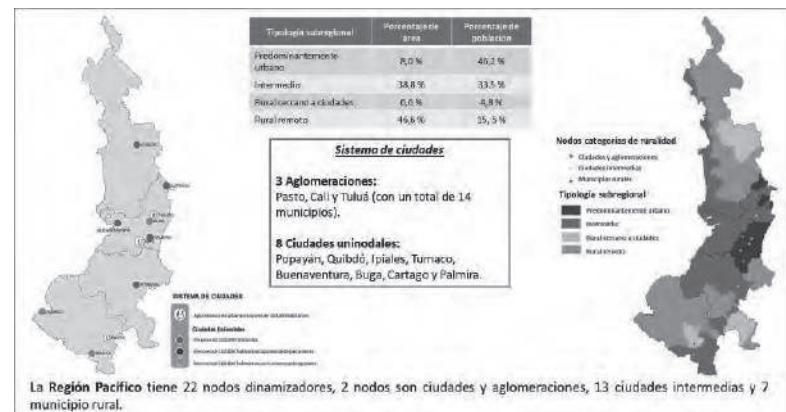 Tipología subregional
Porcentaje de área
Porcentaje de población
Predominantemente urbano
8,0 %
Intermedio
38,8 %
33,5 %
Rural cercano a ciudades
6,6 %
4,8 %
Rural remoto
46,6 %
15, 5 %
Sistema de ciudades
3 Aglomeraciones:
Pasto, Cali y Tuluá (con un total de 14
municipios).
8 Ciudades uninodales:
Popayán, Quibdó, Ipiales, Tumaco,
Buenaventura, Buga, Cartago y Palmira.
Nodos categorias de ruralidad
Ciudades y aglomeraciones
Ciudades intermedias
Municipios rurales
Tipología subregional
Predominantemente urbano
Intermedio
Rural cercano a ciudades
Rural remoto
SISTEMA DE CIUDADES
Ciudades Uninodales
La Región Pacífico tiene 22 nodos dinamizadores, 2 nodos son ciudades y aglomeraciones, 13 ciudades intermedias y 7
municipio rural.